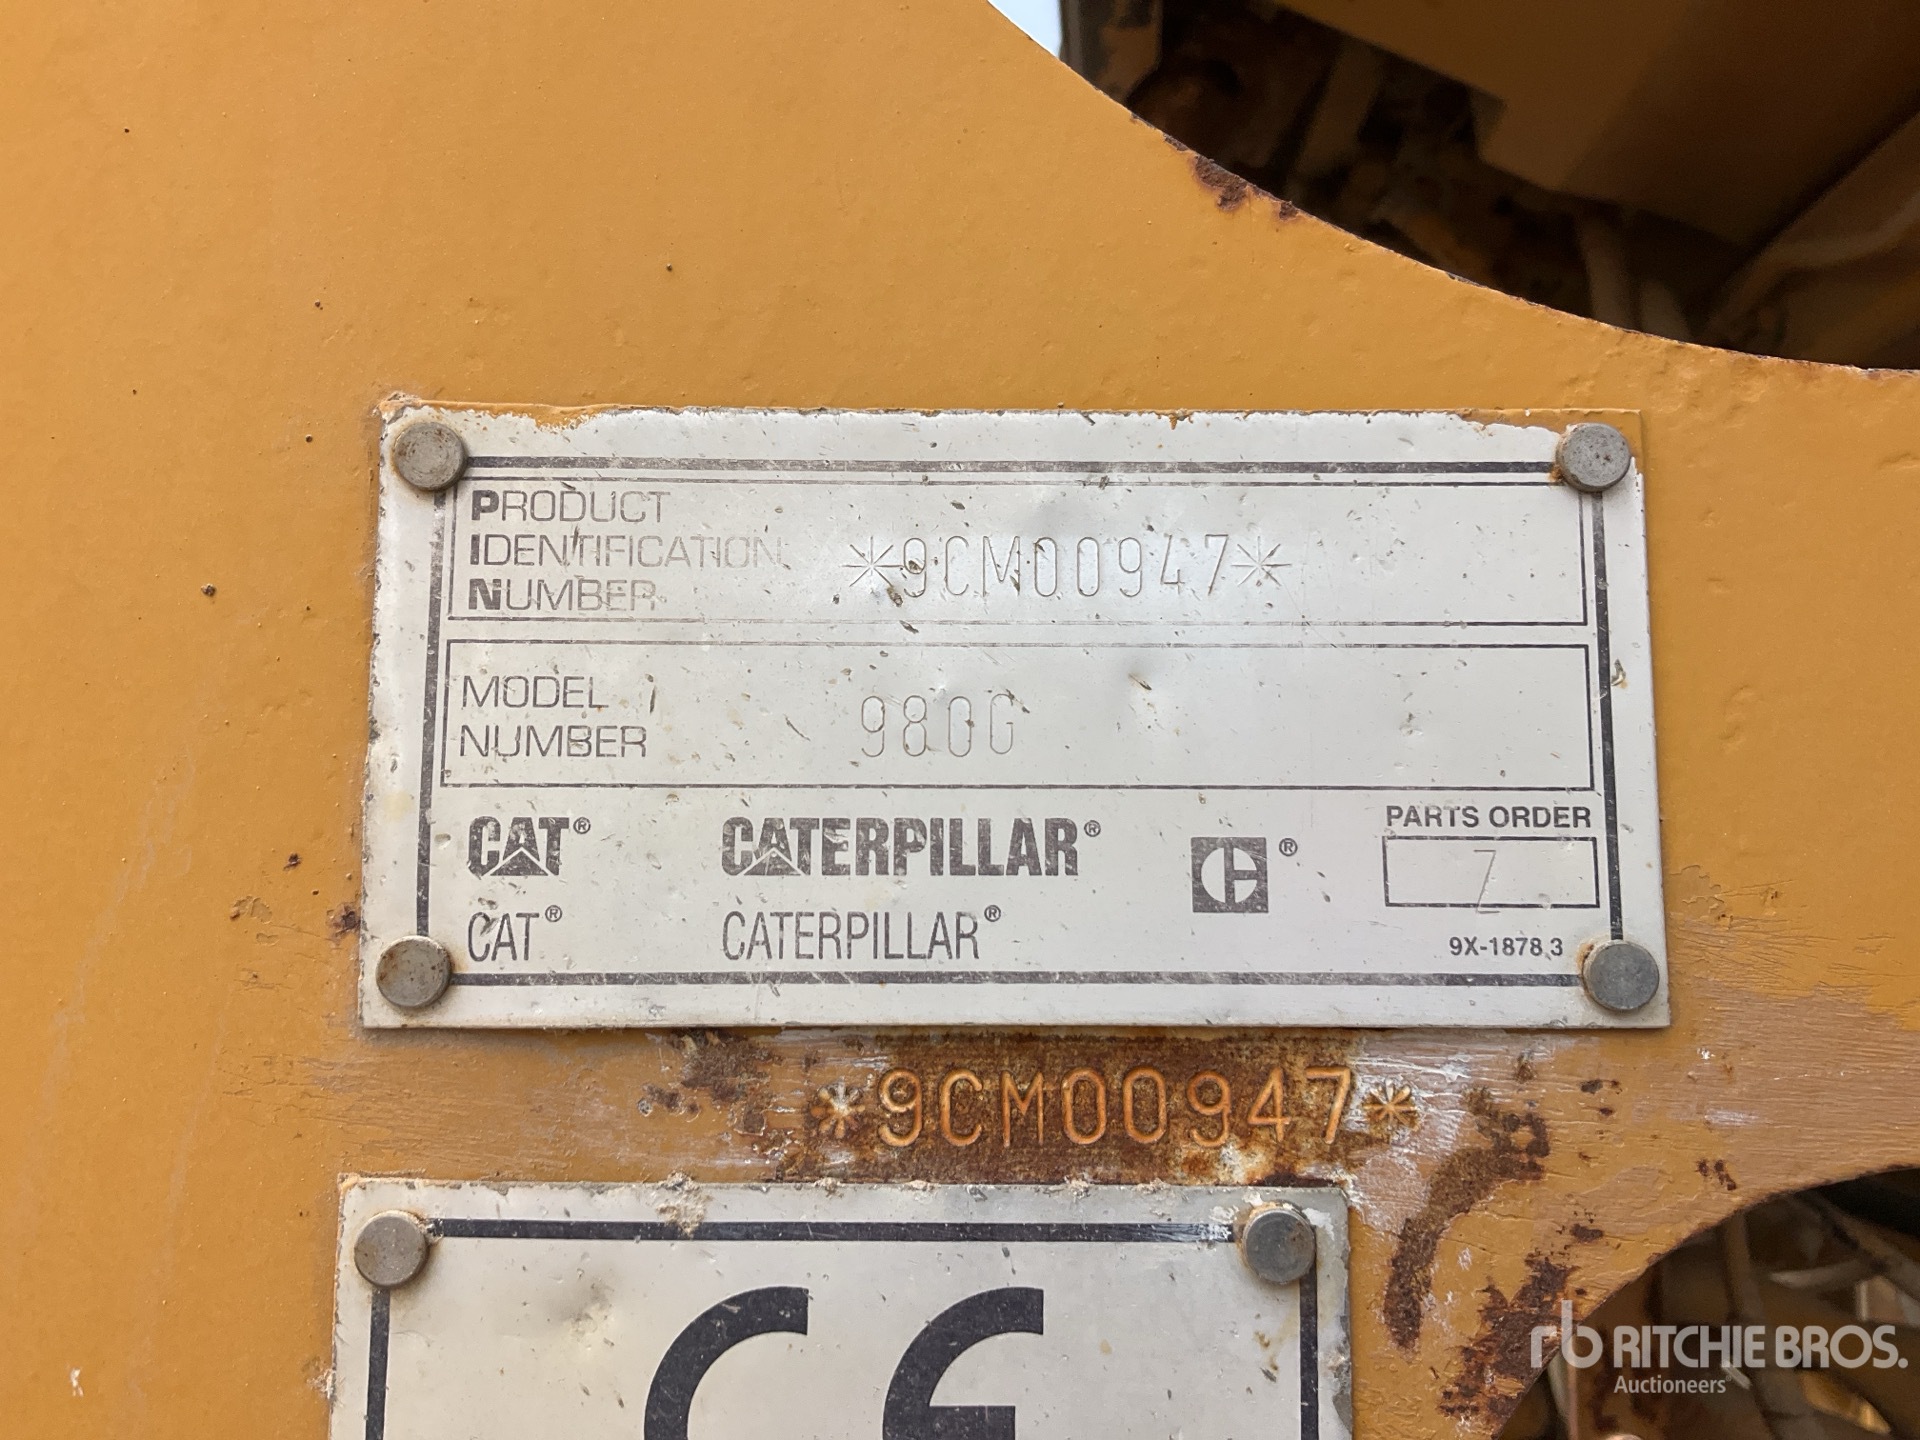 PRODUCT
IDENTIFICATION *9CM00947*
NUMBER
MODEL
NUMBER 980G
CAT® CATERPILLAR® ®
PARTS ORDER
Z
CAT® CATERPILLAR®
9X-1878 3
*9CM00947*
CE
rb RITCHIE BROS.
Auctioneers